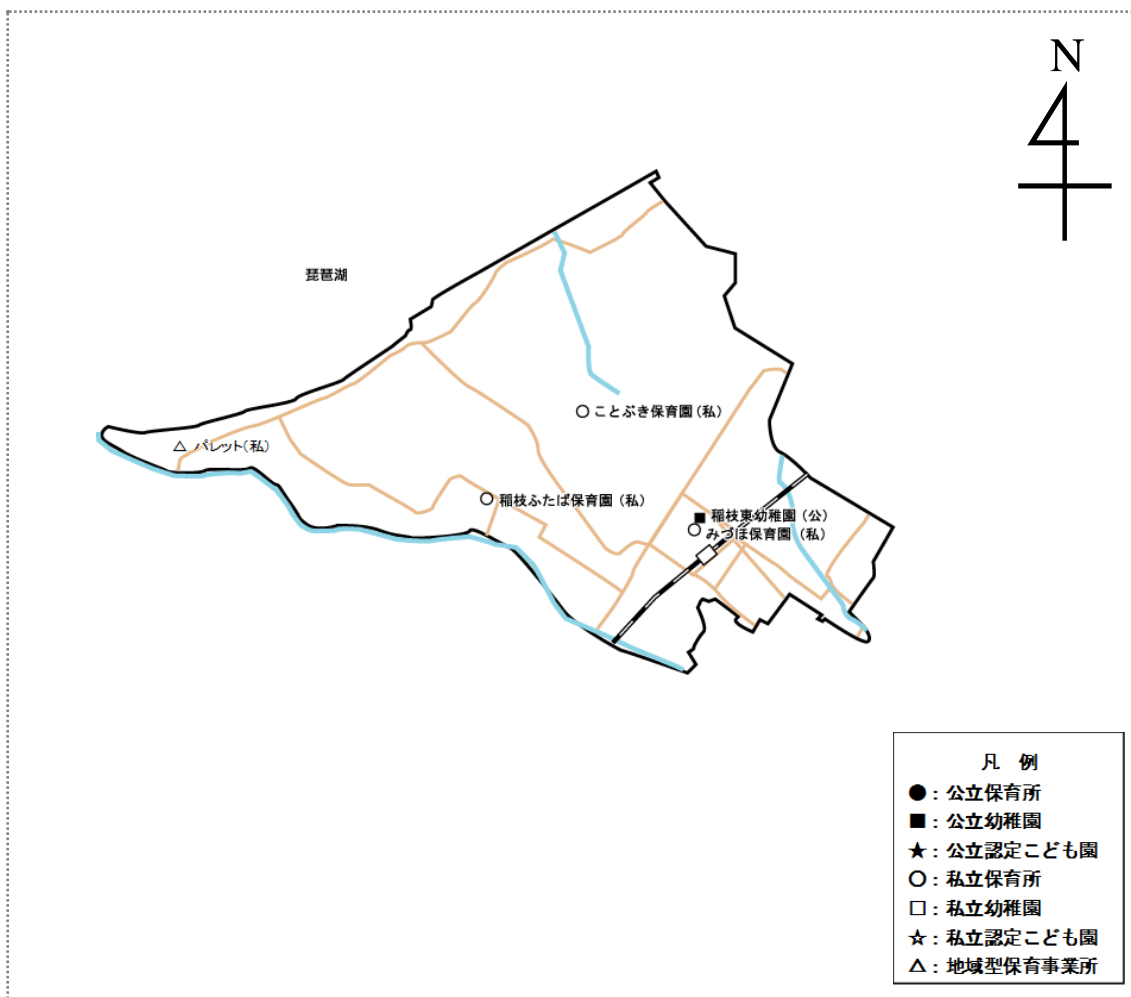 N
琵琶湖
ことぶき保育園(私)
パレット(私)
稲枝ふたば保育園(私)
稲枝東幼稚園(公)
みづほ保育園(私)
凡 例
●:公立保育所
■:公立幼稚園
★:公立認定こども園
○:私立保育所
□:私立幼稚園
☆:私立認定こども園
△:地域型保育事業所